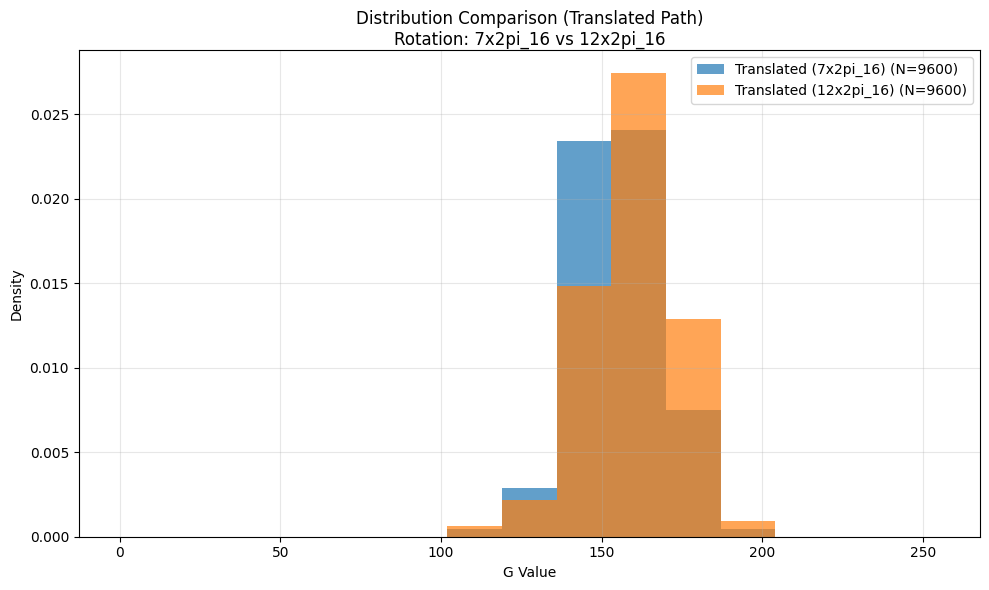 Distribution Comparison (Translated Path)
Rotation: 7x2pi_16 vs 12x2pi_16
Translated (7x2pi_16) (N=9600)
Translated (12x2pi_16) (N=9600)
Density
0.025
0.020
0.015
0.010
0.005
0.000
0 50 100 150 200 250
G Value